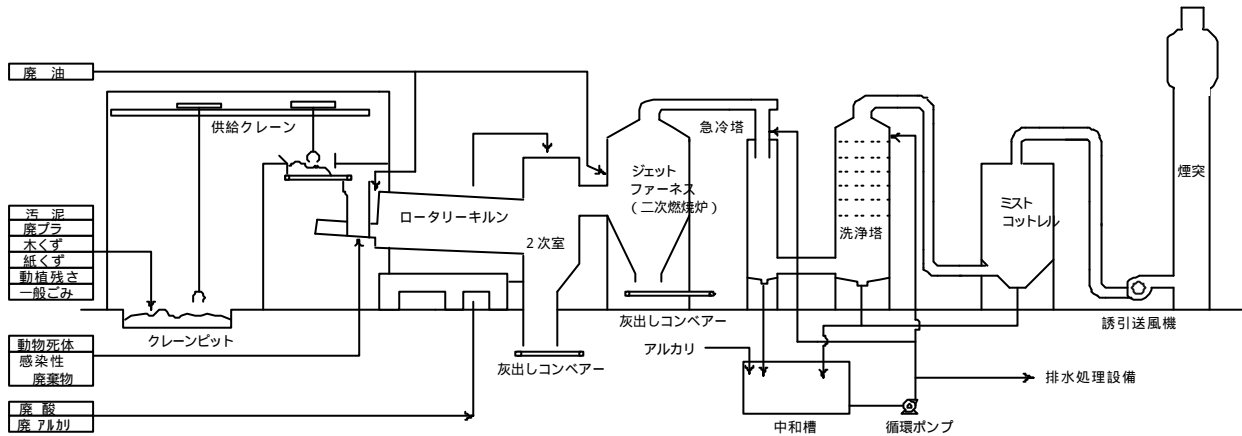 廃 油
供給クレーン
汚 泥
廃プラ
木くず
紙くず
動植残さ
一般ごみ
クレーンピット
動物死体
感染性
廃棄物
廃 酸
廃 アルカリ
ロータリーキルン
2次室
灰出しコンベアー
ジェット
ファーネス
(二次燃焼炉)
灰出しコンベアー
急冷塔
洗浄塔
アルカリ
中和槽
循環ポンプ
排水処理設備
ミスト
コットレル
誘引送風機
煙突